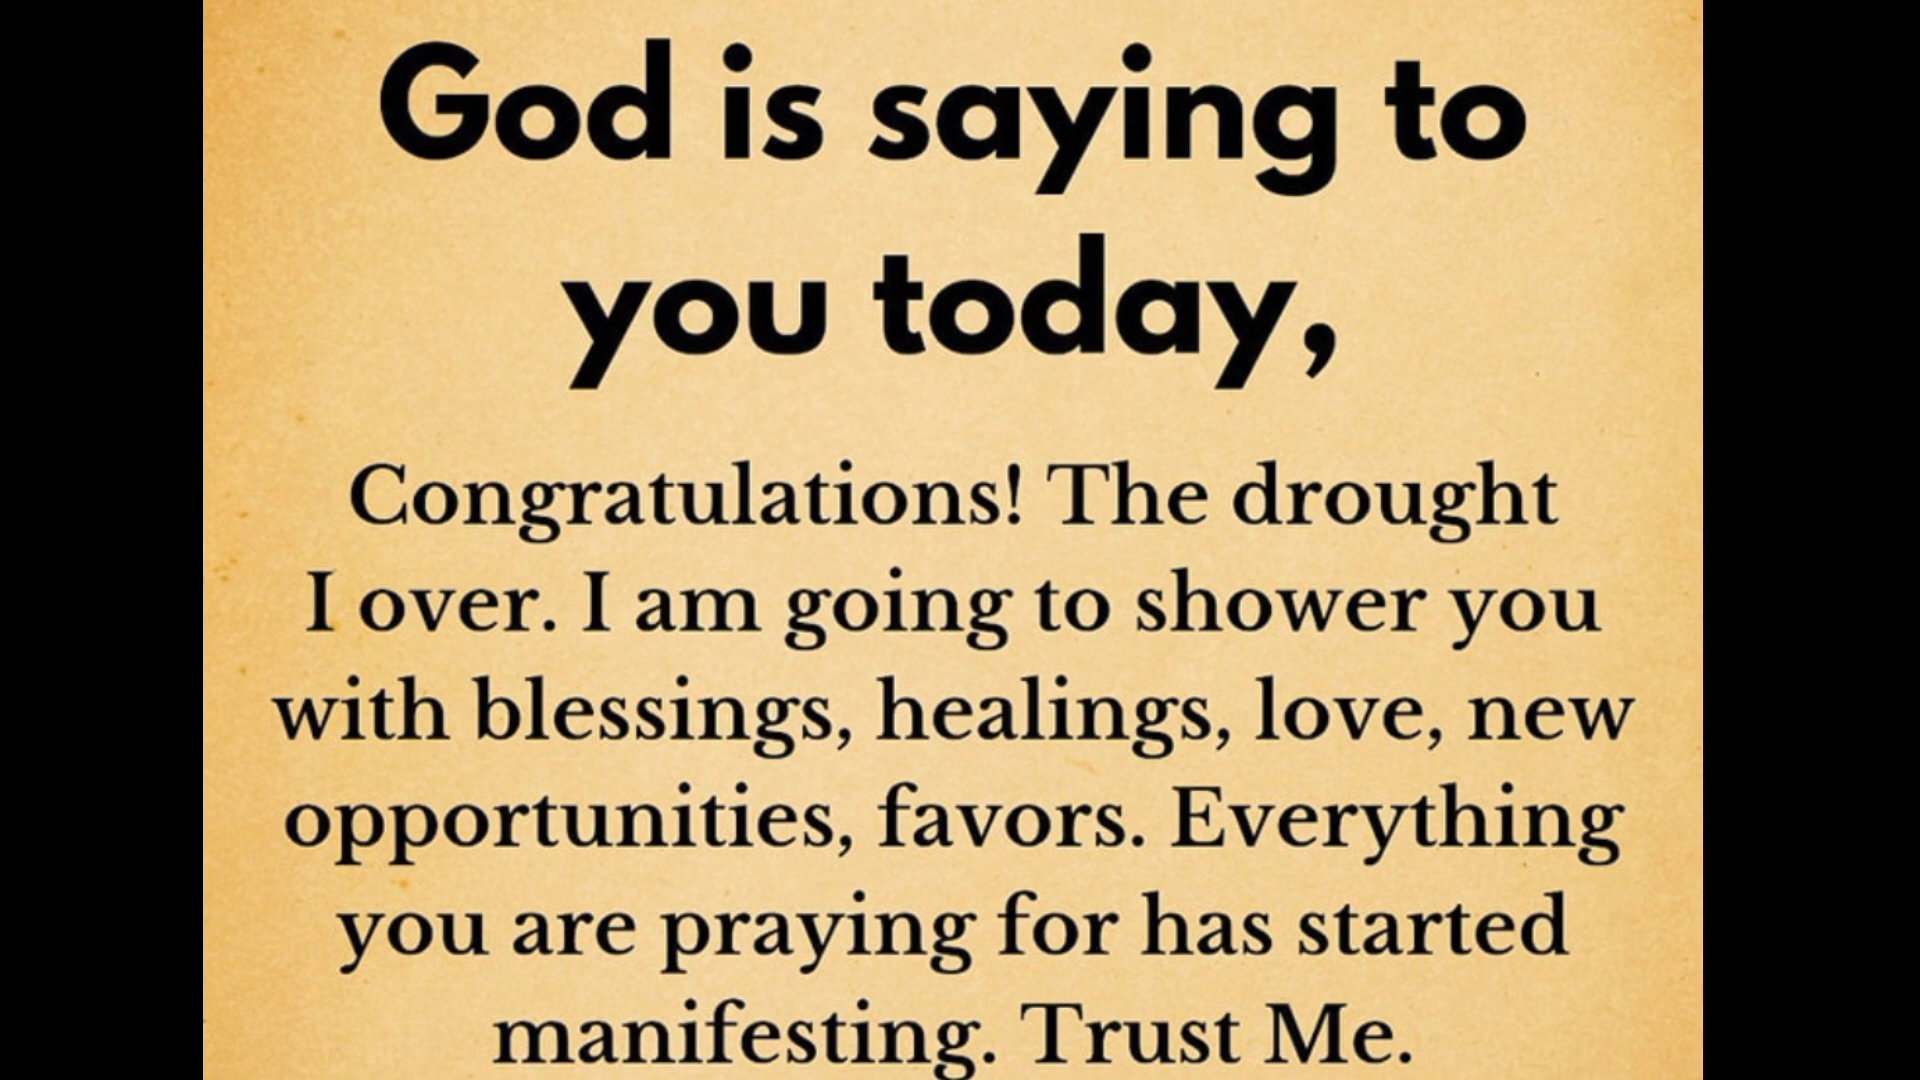 God is saying to
you today,
Congratulations! The drought
I over. I am going to shower you
with blessings, healings, love, new
opportunities, favors. Everything
you are praying for has started
manifesting. Trust Me.